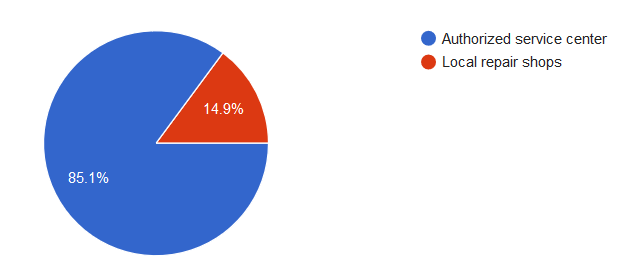 Authorized service center
Local repair shops
14.9%
85.1%